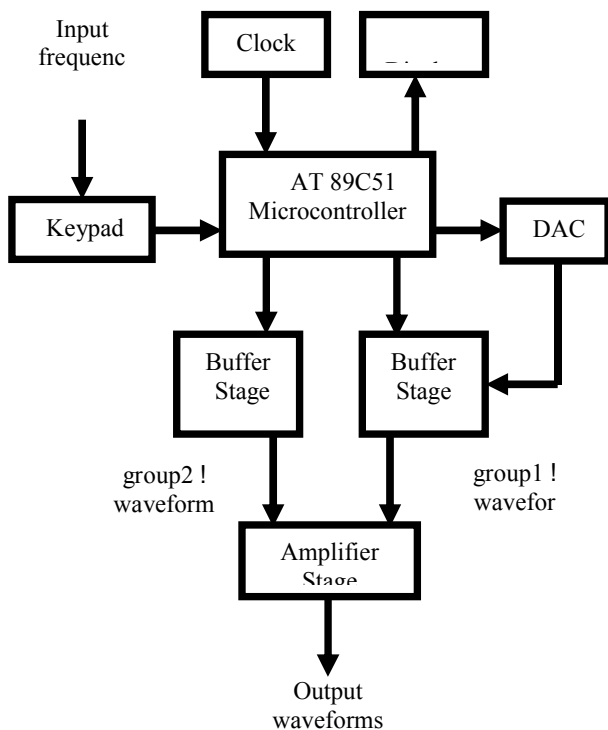 Input
frequenc
Clock
AT 89C51
Microcontroller
Keypad
DAC
Buffer
Stage
Buffer
Stage
group2 !
waveform
group1 !
wavefor
Amplifier
Stage
Output
waveforms